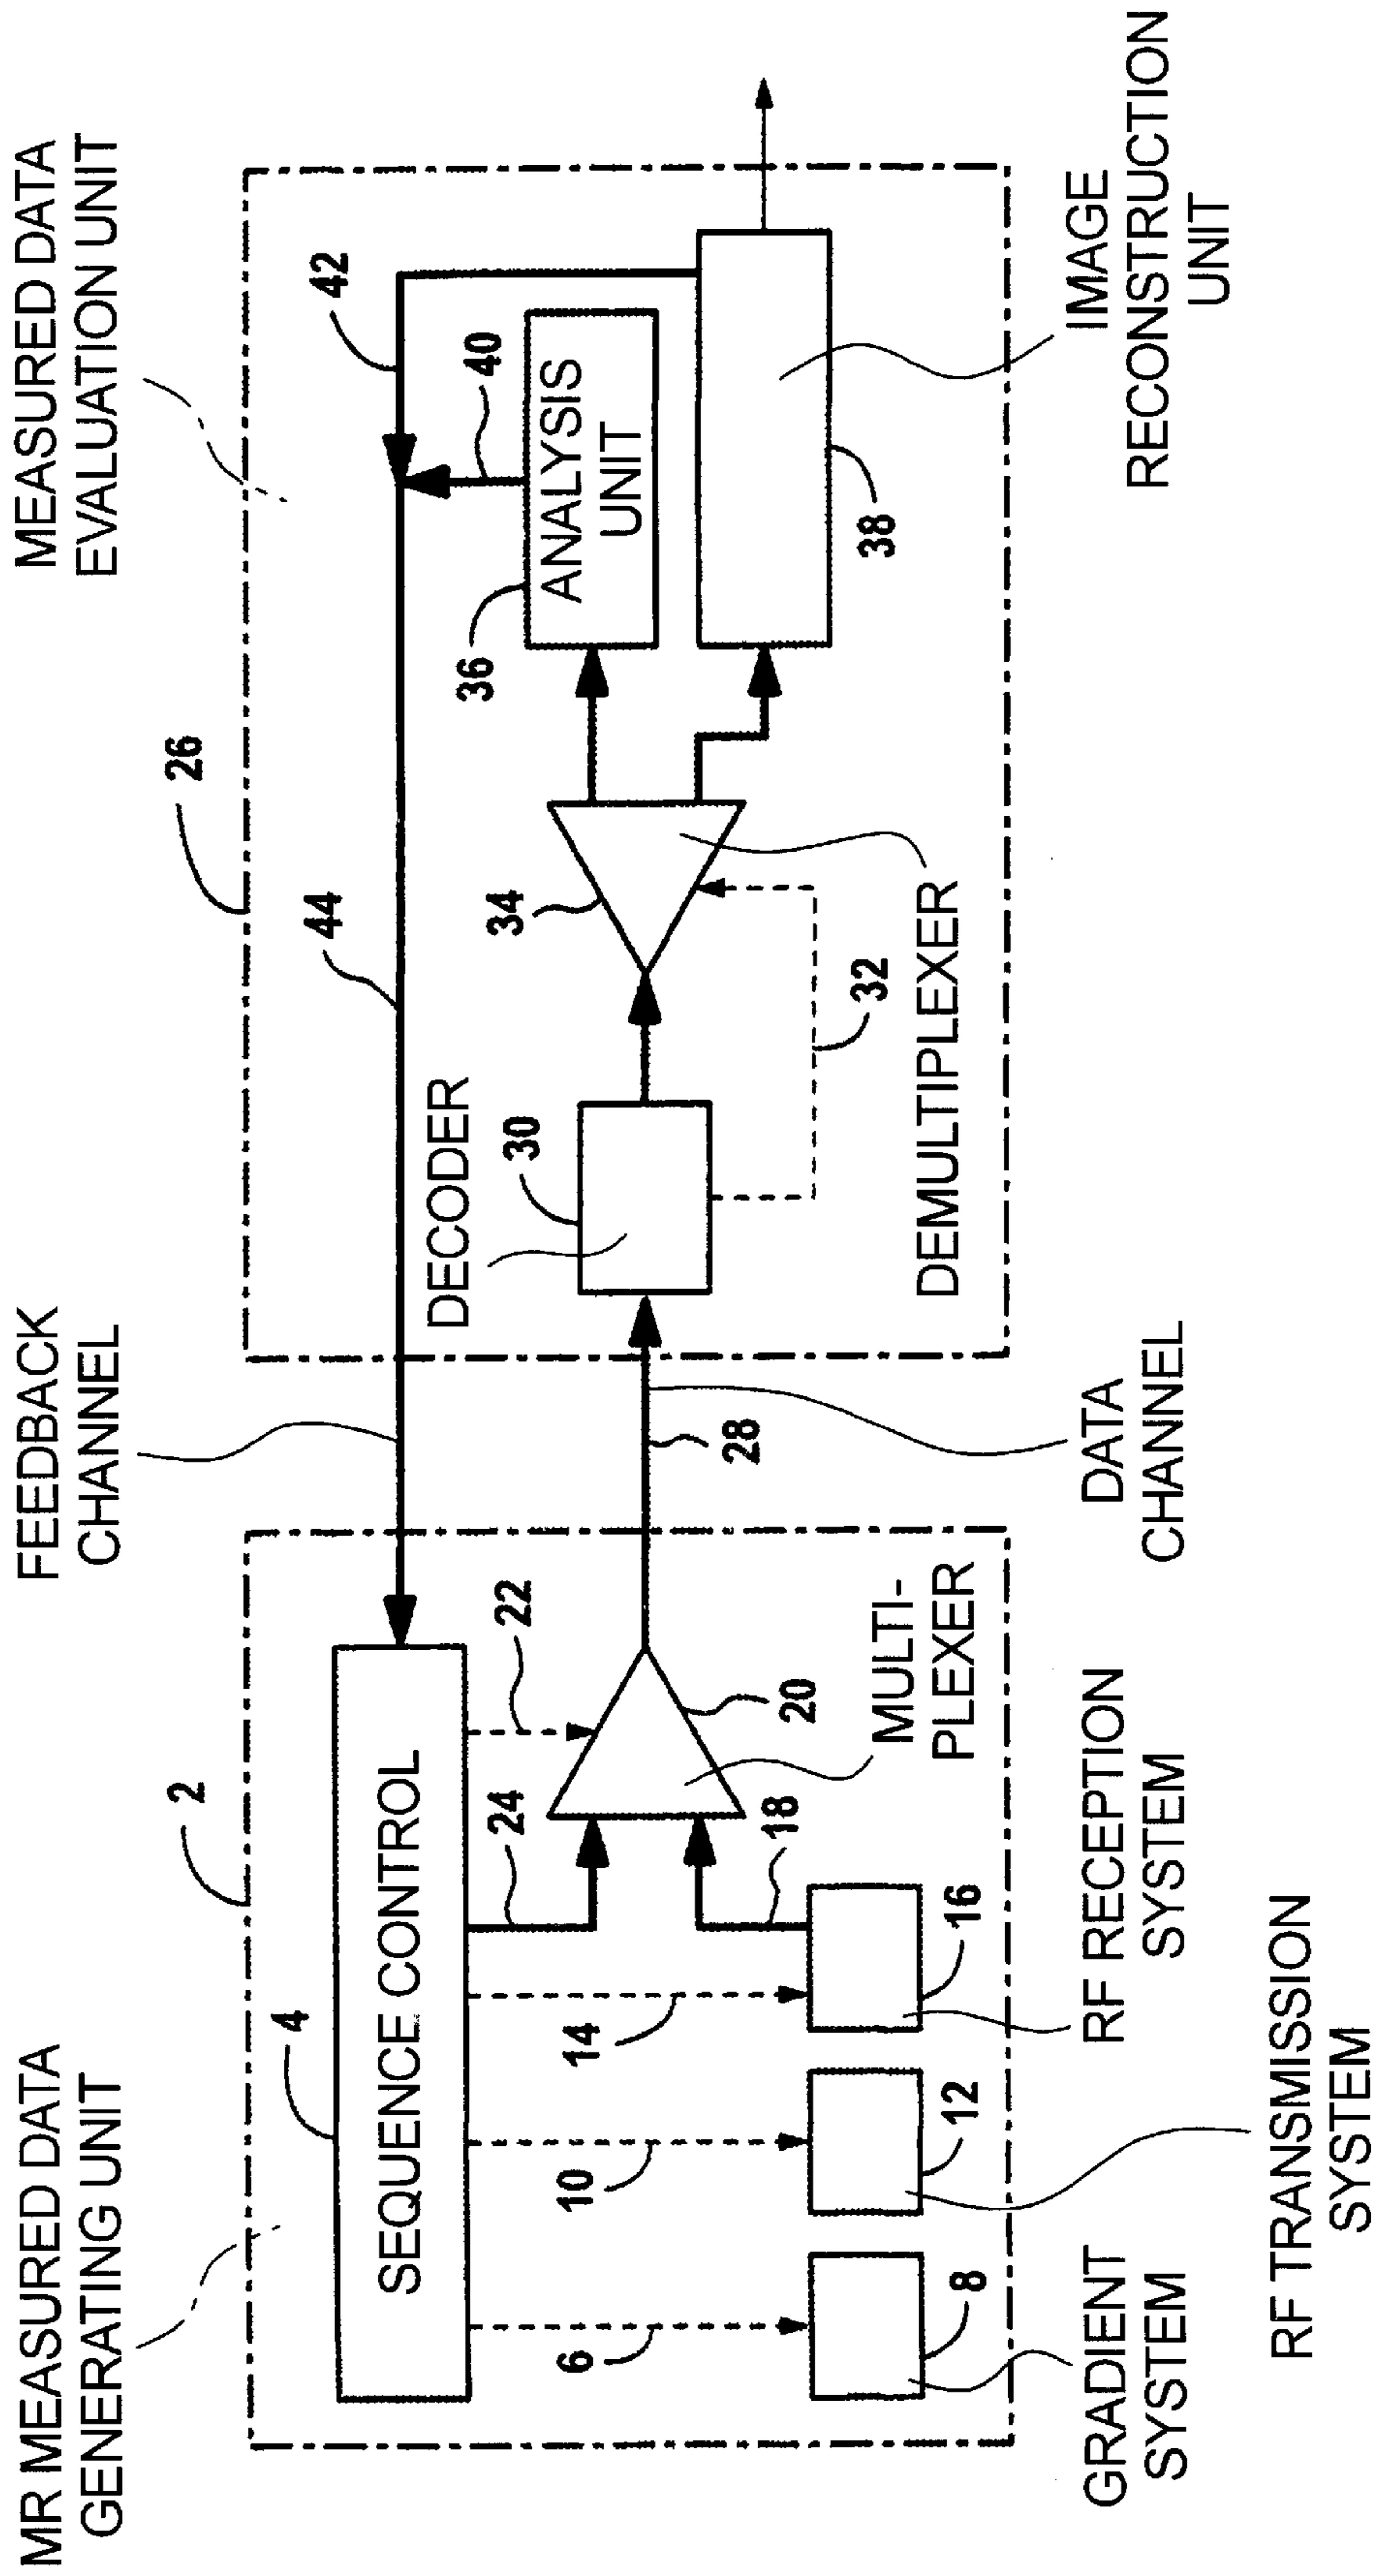 MR MEASURED DATA
GENERATING UNIT
FEEDBACK
CHANNEL
MEASURED DATA
EVALUATION UNIT
2
26
4
44
42
SEQUENCE CONTROL
DECODER
40
24
22
30
34
36
ANALYSIS
UNIT
6
10
14
18
20
28
32
38
MULTI-
PLEXER
DEMULTIPLEXER
8
12
16
GRADIENT
SYSTEM
RF RECEPTION
SYSTEM
DATA
CHANNEL
IMAGE
RECONSTRUCTION
UNIT
RF TRANSMISSION
SYSTEM